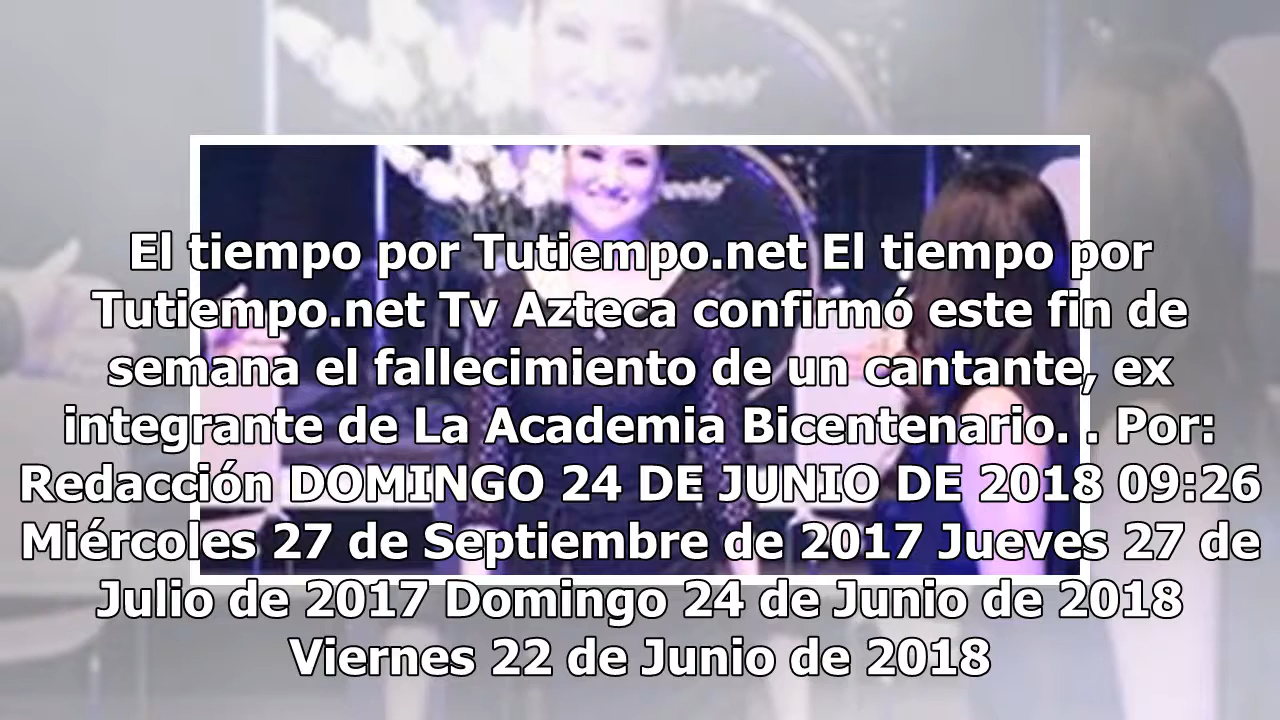 El tiempo por Tutiempo.net El tiempo por
Tutiempo.net Tv Azteca confirmó este fin de
semana el fallecimiento de un cantante, ex
integrante de La Academia Bicentenario. . Por:
Redacción DOMINGO 24 DE JUNIO DE 2018 09:26
Miércoles 27 de Septiembre de 2017 Jueves 27 de
Julio de 2017 Domingo 24 de Junio de 2018
Viernes 22 de Junio de 2018